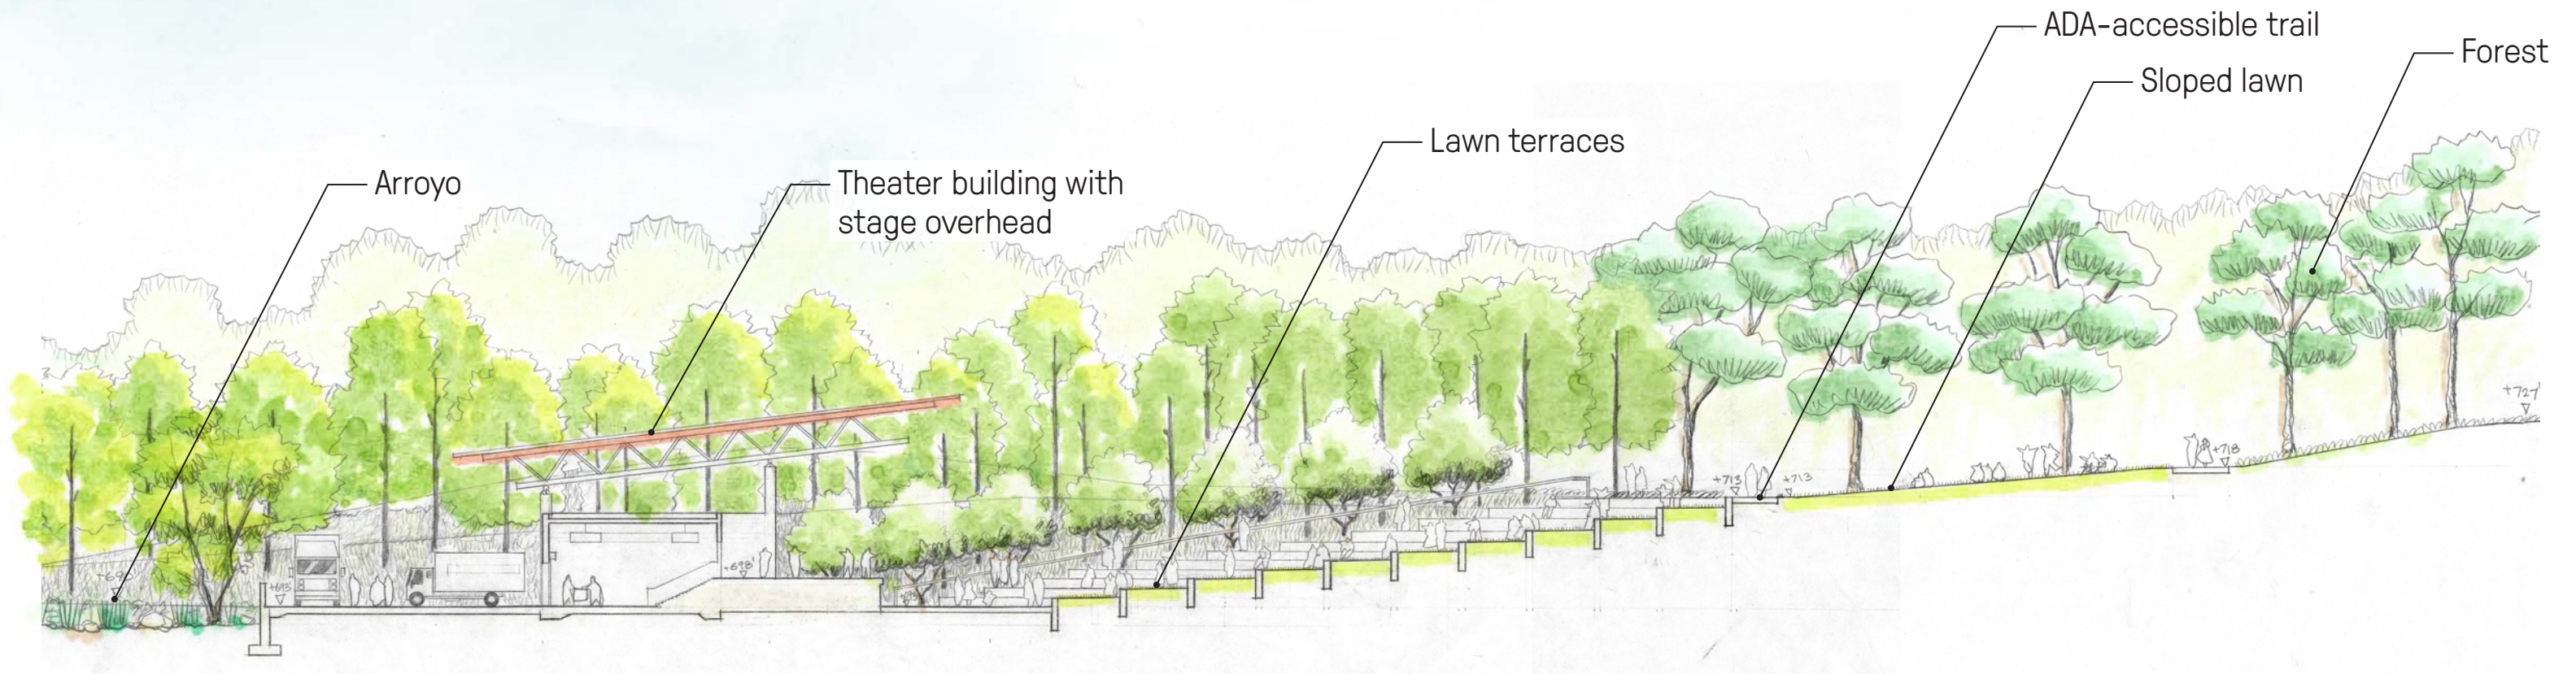 ADA-accessible trail
Forest
Sloped lawn
Lawn terraces
Arroyo
Theater building with
stage overhead
+727'
+718
+713
+713
+698'
+693